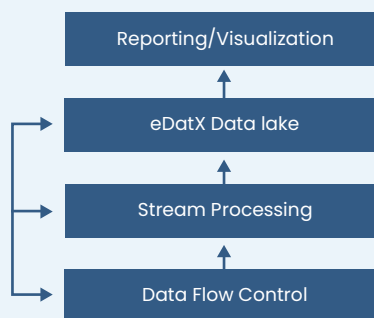 Reporting/Visualization
eDatX Data lake
Stream Processing
Data Flow Control